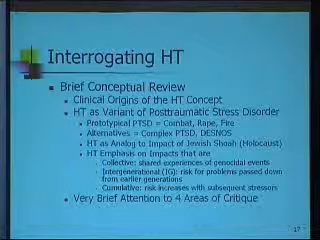 Interrogating HT
Brief Conceptual Review
Clinical Origins of the HT Concept
HT as Variant of Posttraumatic Stress Disorder
Prototypical PTSD = Combat, Rape, Fire
Alternatives = Complex PTSD, DESNOS
HT as Analog to Impact of Jewish Shoah (Holocaust)
HT Emphasis on Impacts that are
Collective: shared experiences of genocidal events
Intergenerational (IG): risk for problems passed down
from earlier generations
Cumulative: risk increases with subsequent stressors
Very Brief Attention to 4 Areas of Critique
17